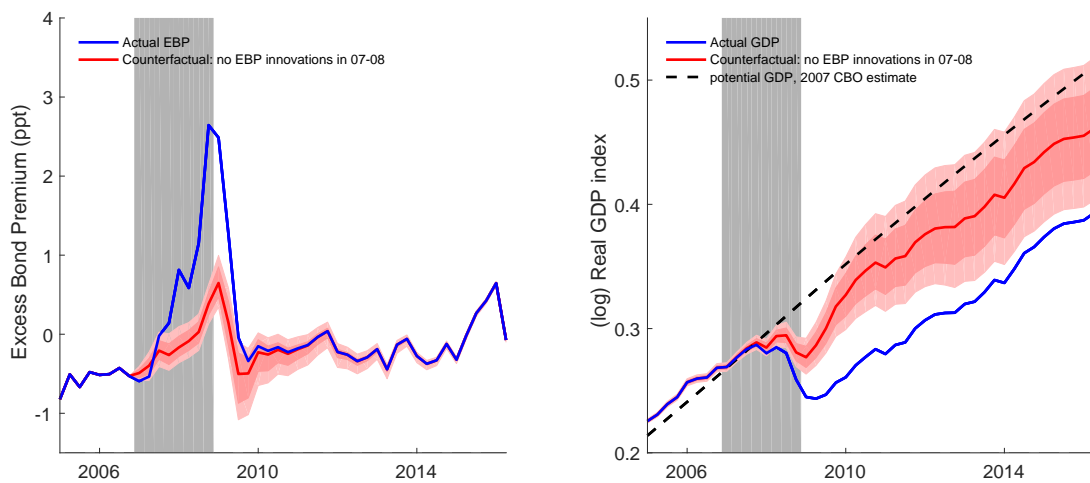 Excess Bond Premium (ppt)
4
3
2
1
0
-1
2006
2010
2014
Actual EBP
Counterfactual: no EBP innovations in 07-08
(log) Real GDP index
0.5
0.4
0.3
0.2
2006
2010
2014
Actual GDP
Counterfactual: no EBP innovations in 07-08
potential GDP, 2007 CBO estimate